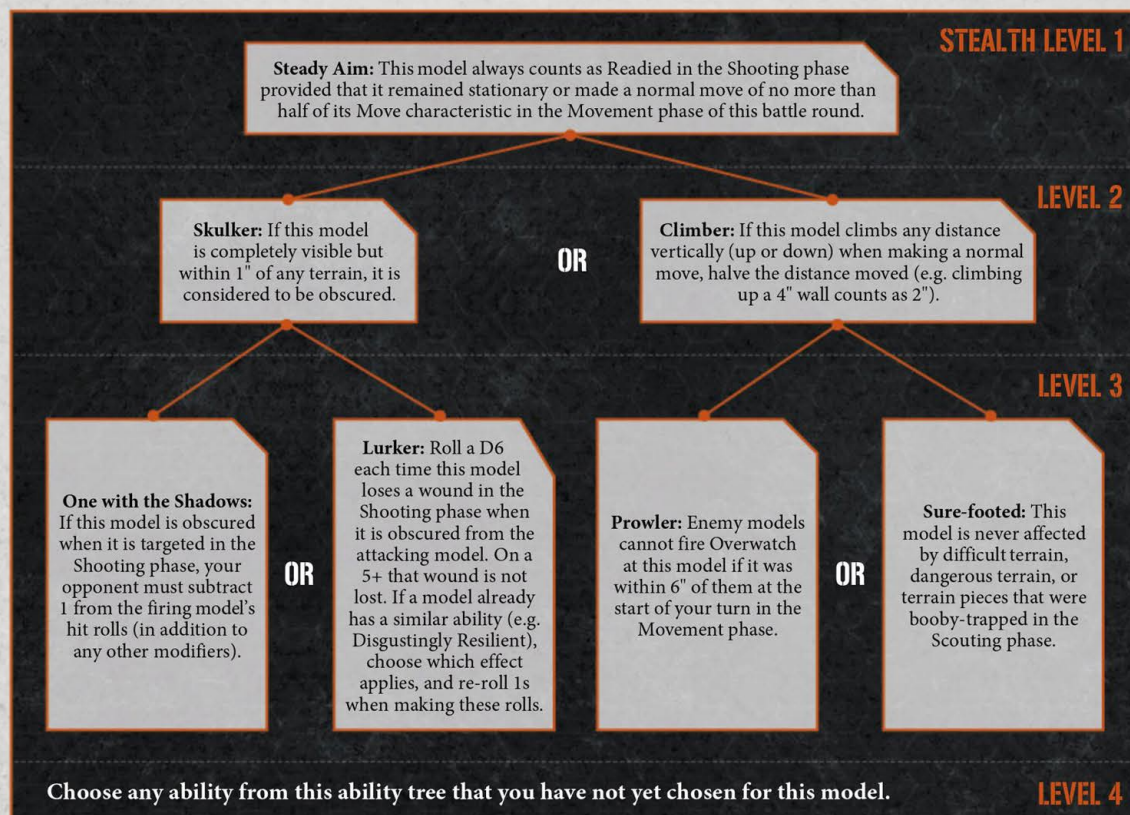 STEALTH LEVEL 1
Steady Aim: This model always counts as Readied in the Shooting phase
provided that it remained stationary or made a normal move of no more than
half of its Move characteristic in the Movement phase of this battle round.
LEVEL 2
Skulker: If this model
is completely visible but
within 1" of any terrain, it is
considered to be obscured.
OR
Climber: If this model climbs any distance
vertically (up or down) when making a normal
move, halve the distance moved (e.g. climbing
up a 4" wall counts as 2").
LEVEL 3
One with the Shadows:
If this model is obscured
when it is targeted in the
Shooting phase, your
opponent must subtract
1 from the firing model's
hit rolls (in addition to
any other modifiers).
OR
Lurker: Roll a D6
each time this model
loses a wound in the
Shooting phase when
it is obscured from the
attacking model. On a
5+ that wound is not
lost. If a model already
has a similar ability (e.g.
Disgustingly Resilient),
choose which effect
applies, and re-roll 1s
when making these rolls.
Prowler: Enemy models
cannot fire Overwatch
at this model if it was
within 6" of them at the
start of your turn in the
Movement phase.
OR
Sure-footed: This
model is never affected
by difficult terrain,
dangerous terrain, or
terrain pieces that were
booby-trapped in the
Scouting phase.
Choose any ability from this ability tree that you have not yet chosen for this model.
LEVEL 4